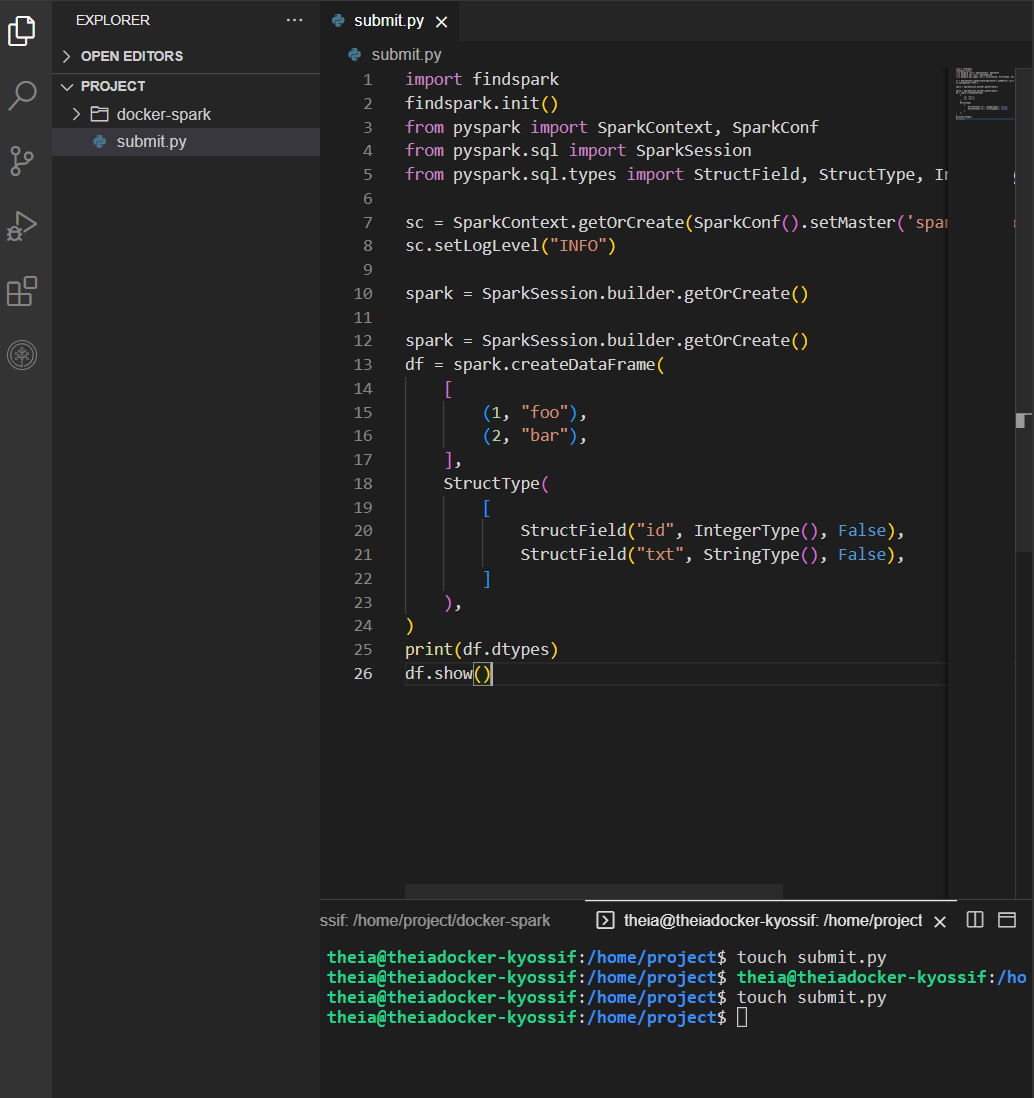 EXPLORER
OPEN EDITORS
PROJECT
docker-spark
submit.py
submit.py
submit.py
1 import findspark
2 findspark.init()
3 from pyspark import SparkContext, SparkConf
4 from pyspark.sql import SparkSession
5 from pyspark.sql.types import StructField, StructType, In
6
7 sc = SparkContext.getOrCreate(SparkConf().setMaster('spar
8 sc.setLogLevel("INFO")
9
10 spark = SparkSession.builder.getOrCreate()
11
12 spark = SparkSession.builder.getOrCreate()
13 df = spark.createDataFrame(
14 [
15 (1, "foo"),
16 (2, "bar"),
17 ],
18 StructType(
19 [
20 StructField("id", IntegerType(), False),
21 StructField("txt", StringType(), False),
22 ]
23 ),
24 )
25 print(df.dtypes)
26 df.show()
ssif: /home/project/docker-spark
theia@theiadocker-kyossif: /home/project
theia@theiadocker-kyossif:/home/project$ touch submit.py
theia@theiadocker-kyossif:/home/project$ theia@theiadocker-kyossif:/ho
theia@theiadocker-kyossif:/home/project$ touch submit.py
theia@theiadocker-kyossif:/home/project$